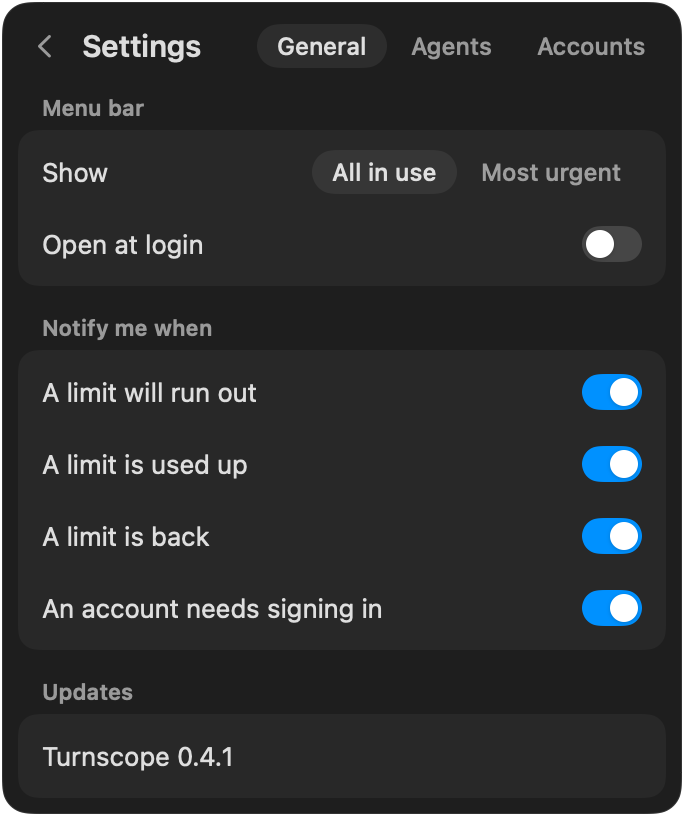 Settings General Agents Accounts
Menu bar
Show All in use Most urgent
Open at login
Notify me when
A limit will run out
A limit is used up
A limit is back
An account needs signing in
Updates
Turnscope 0.4.1